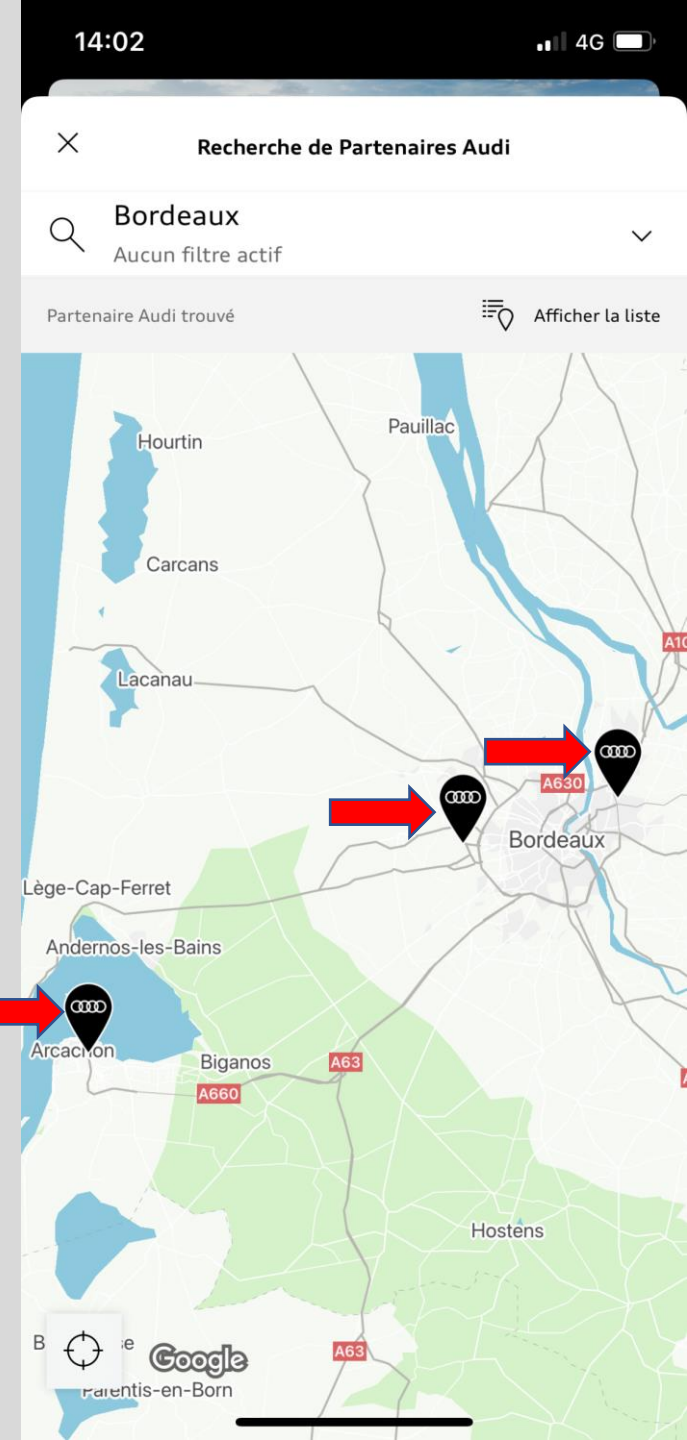 14:02
4G
Recherche de Partenaires Audi
Bordeaux
Aucun filtre actif
Partenaire Audi trouvé
Afficher la liste
Pauillac
Hourtin
Carcans
A10
Lacanau
A630
Bordeaux
Lège-Cap-Ferret
Andernos-les-Bains
Arcachon
Biganos
A63
A660
Hostens
Google
A63
Parentis-en-Born